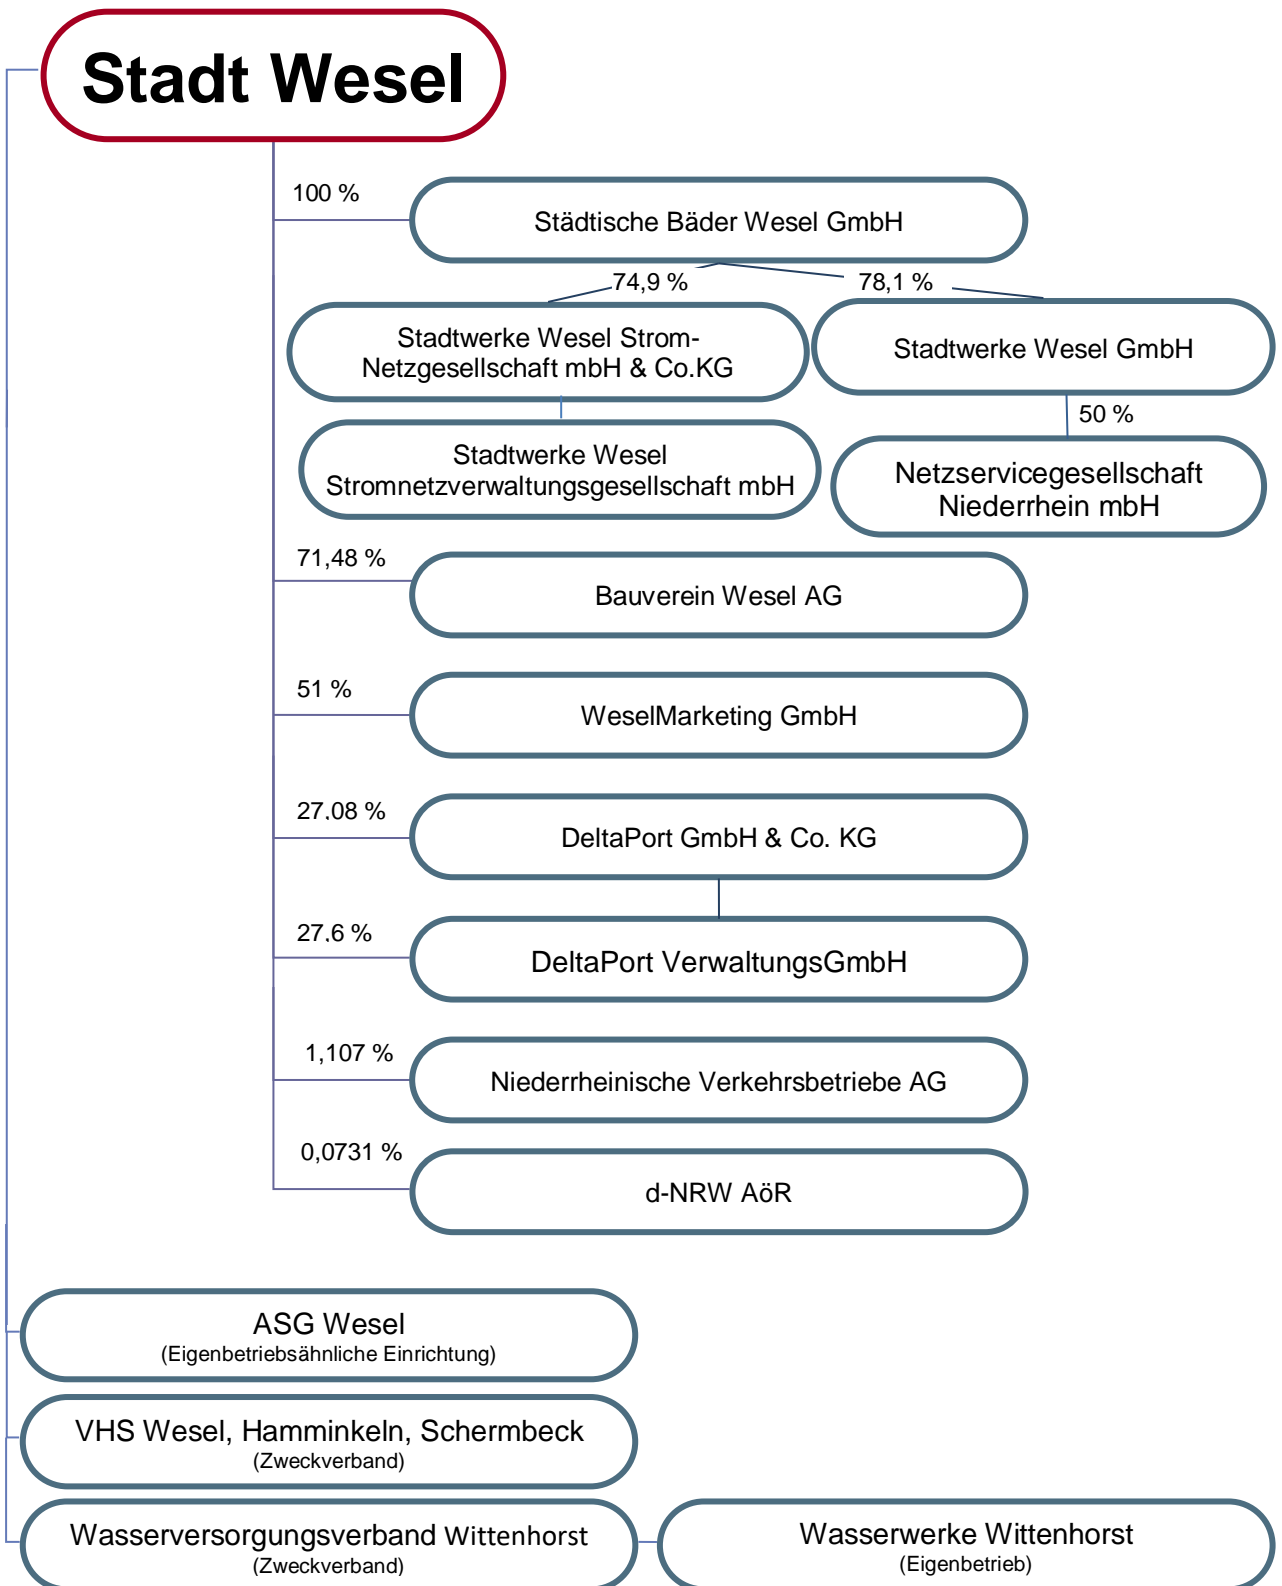 Stadt Wesel
100 %
Städtische Bäder Wesel GmbH
74,9 %
78,1 %
Stadtwerke Wesel Strom-
Netzgesellschaft mbH & Co.KG
Stadtwerke Wesel GmbH
50 %
Stadtwerke Wesel
Stromnetzverwaltungsgesellschaft mbH
Netzservicegesellschaft
Niederrhein mbH
71,48 %
Bauverein Wesel AG
51 %
WeselMarketing GmbH
27,08 %
DeltaPort GmbH & Co. KG
27,6 %
DeltaPort VerwaltungsGmbH
1,107 %
Niederrheinische Verkehrsbetriebe AG
0,0731 %
d-NRW AöR
ASG Wesel
(Eigenbetriebsähnliche Einrichtung)
VHS Wesel, Hamminkeln, Schermbeck
(Zweckverband)
Wasserversorgungsverband Wittenhorst
(Zweckverband)
Wasserwerke Wittenhorst
(Eigenbetrieb)